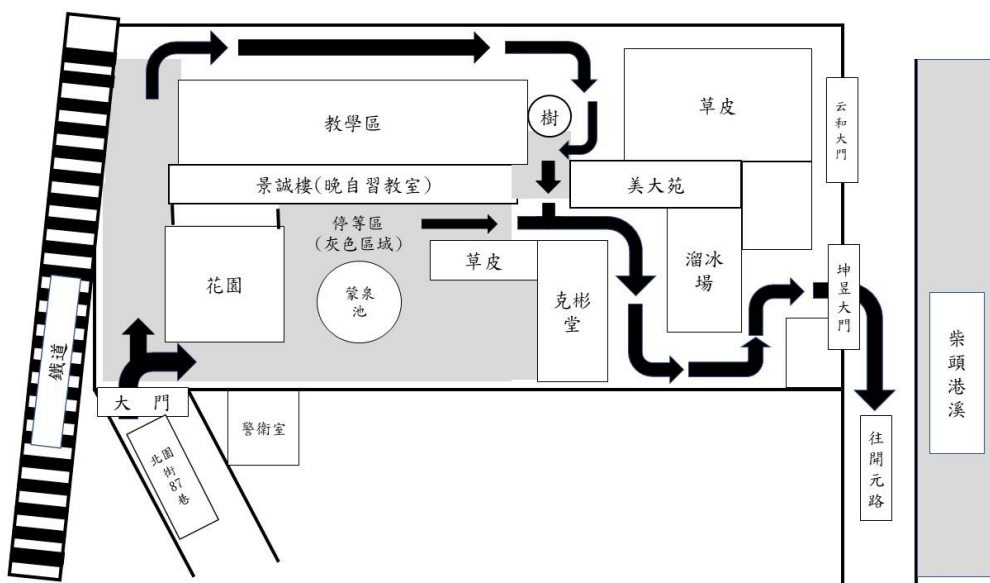 教學區
樹
草皮
云和大門
景誠樓(晚自習教室)
美大苑
停等區
(灰色區域)
草皮
花園
蒙泉
池
克彬
堂
溜冰
場
坤昱大門
鐵道
柴頭港溪
大 門
警衛室
北園
街87
巷
往開元路